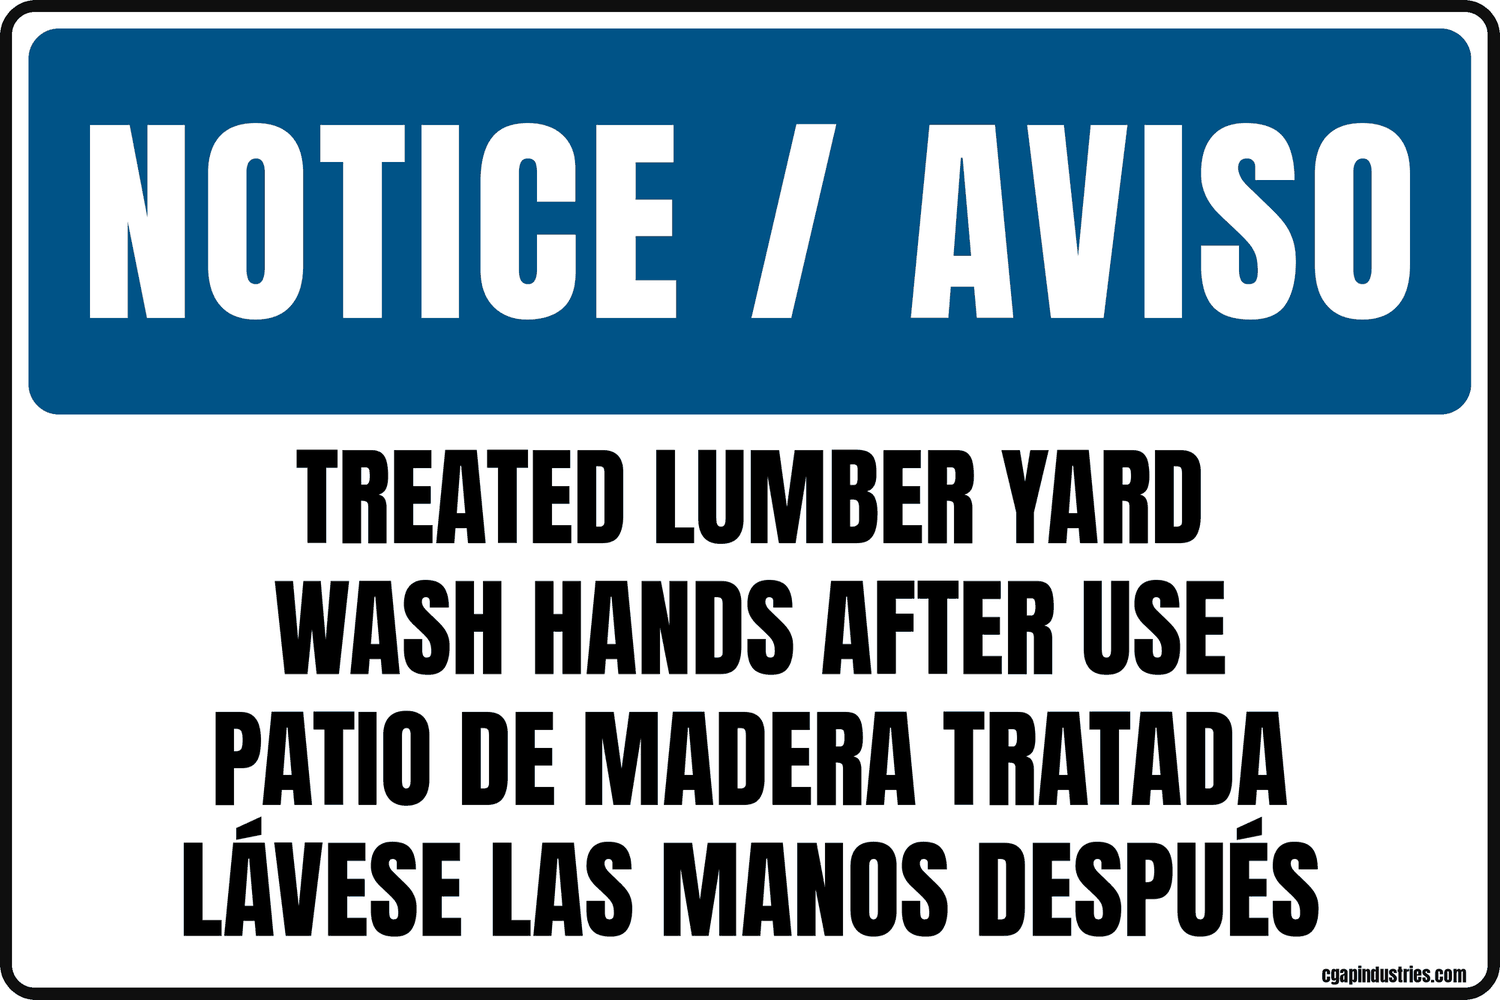 NOTICE / AVISO
TREATED LUMBER YARD
WASH HANDS AFTER USE
PATIO DE MADERA TRATADA
LÁVESE LAS MANOS DESPUÉS
cgapindustries.com